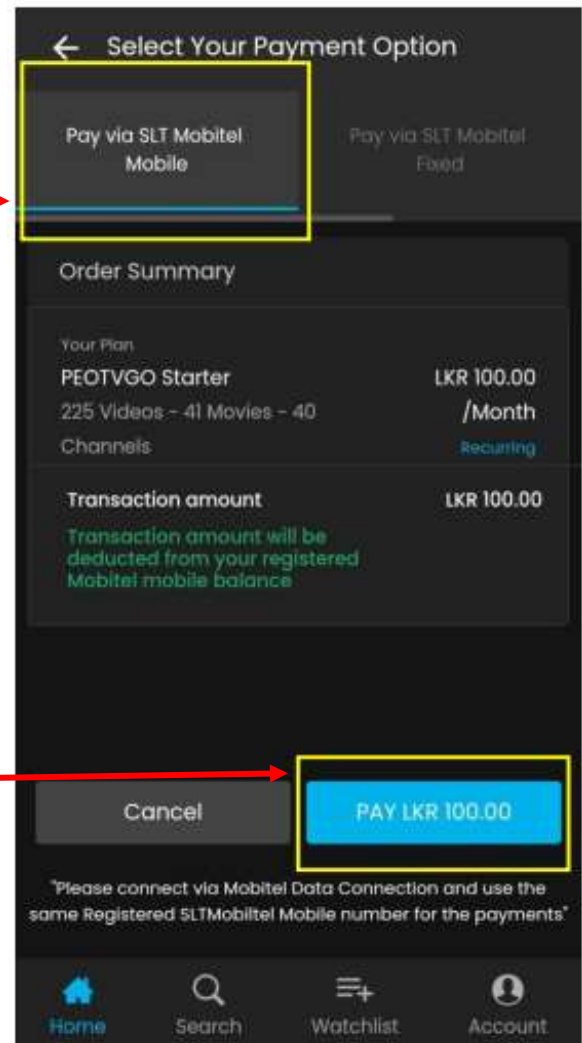 Select Your Payment Option
Pay via SLT Mobitel
Mobile
Pay via SLT Mobitel
Fixed
Order Summary
Your Plan
PEOTVGO Starter
LKR 100.00
225 Videos - 41 Movies - 40
/Month
Channels
Recurring
Transaction amount
LKR 100.00
Transaction amount will be
deducted from your registered
Mobitel mobile balance
Cancel
PAY LKR 100.00
"Please connect via Mobitel Data Connection and use the
same Registered SLTMobiltel Mobile number for the payments"
Home
Search
Watchlist
Account